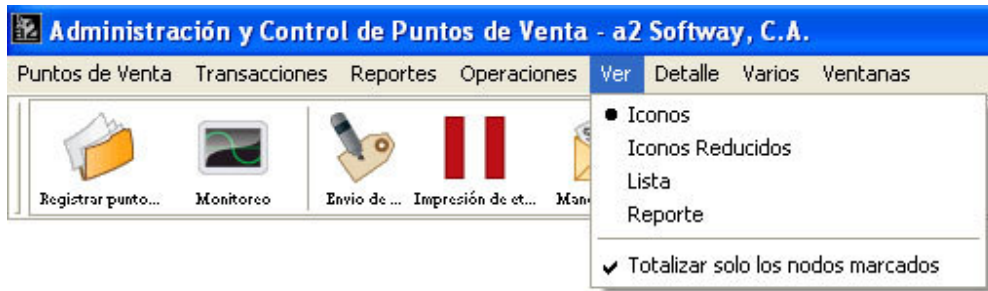 Administración y Control de Puntos de Venta - a2 Softway, C.A.
Puntos de Venta Transacciones Reportes Operaciones Ver Detalle Varios Ventanas
Iconos
Iconos Reducidos
Lista
Reporte
Totalizar solo los nodos marcados
Registrar punto... Monitoreo Envio de ... Impresión de et...